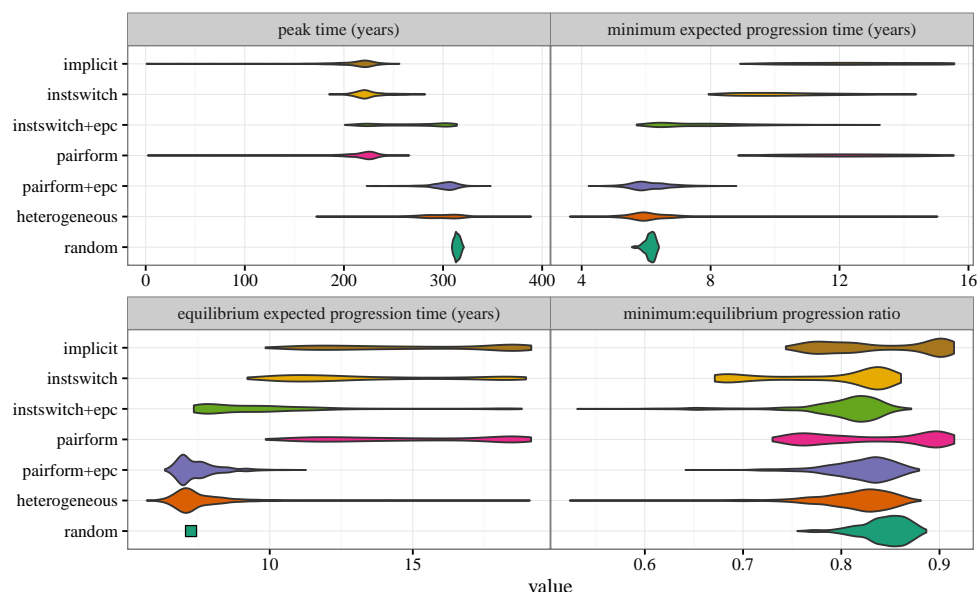 peak time (years) minimum expected progression time (years)
implicit
instswitch
instswitch+epc
pairform
pairform+epc
heterogeneous
random
0 100 200 300 400 4 8 12 16
equilibrium expected progression time (years) minimum:equilibrium progression ratio
implicit
instswitch
instswitch+epc
pairform
pairform+epc
heterogeneous
random
10 15 0.6 0.7 0.8 0.9
value